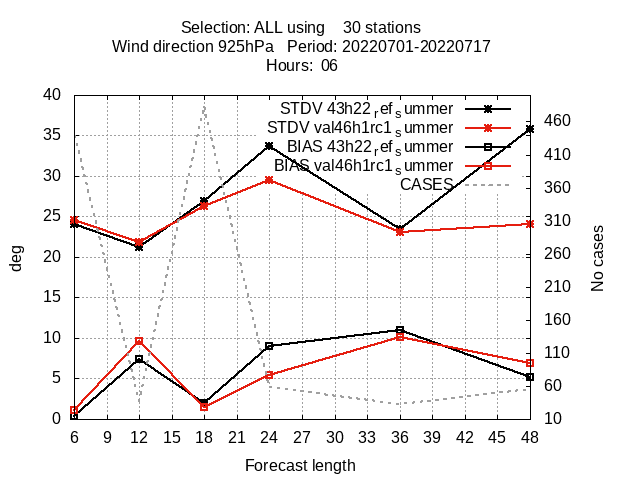 Selection: ALL using 30 stations
Wind direction 925hPa Period: 20220701-20220717
Hours: 06
STDV 43h22_ref_summer
STDV val46h1rc1_summer
BIAS 43h22_ref_summer
BIAS val46h1rc1_summer
CASES
40
35
30
25
20
15
10
5
0
deg
460
410
360
310
260
210
160
110
60
10
No cases
6 9 12 15 18 21 24 27 30 33 36 39 42 45 48
Forecast length